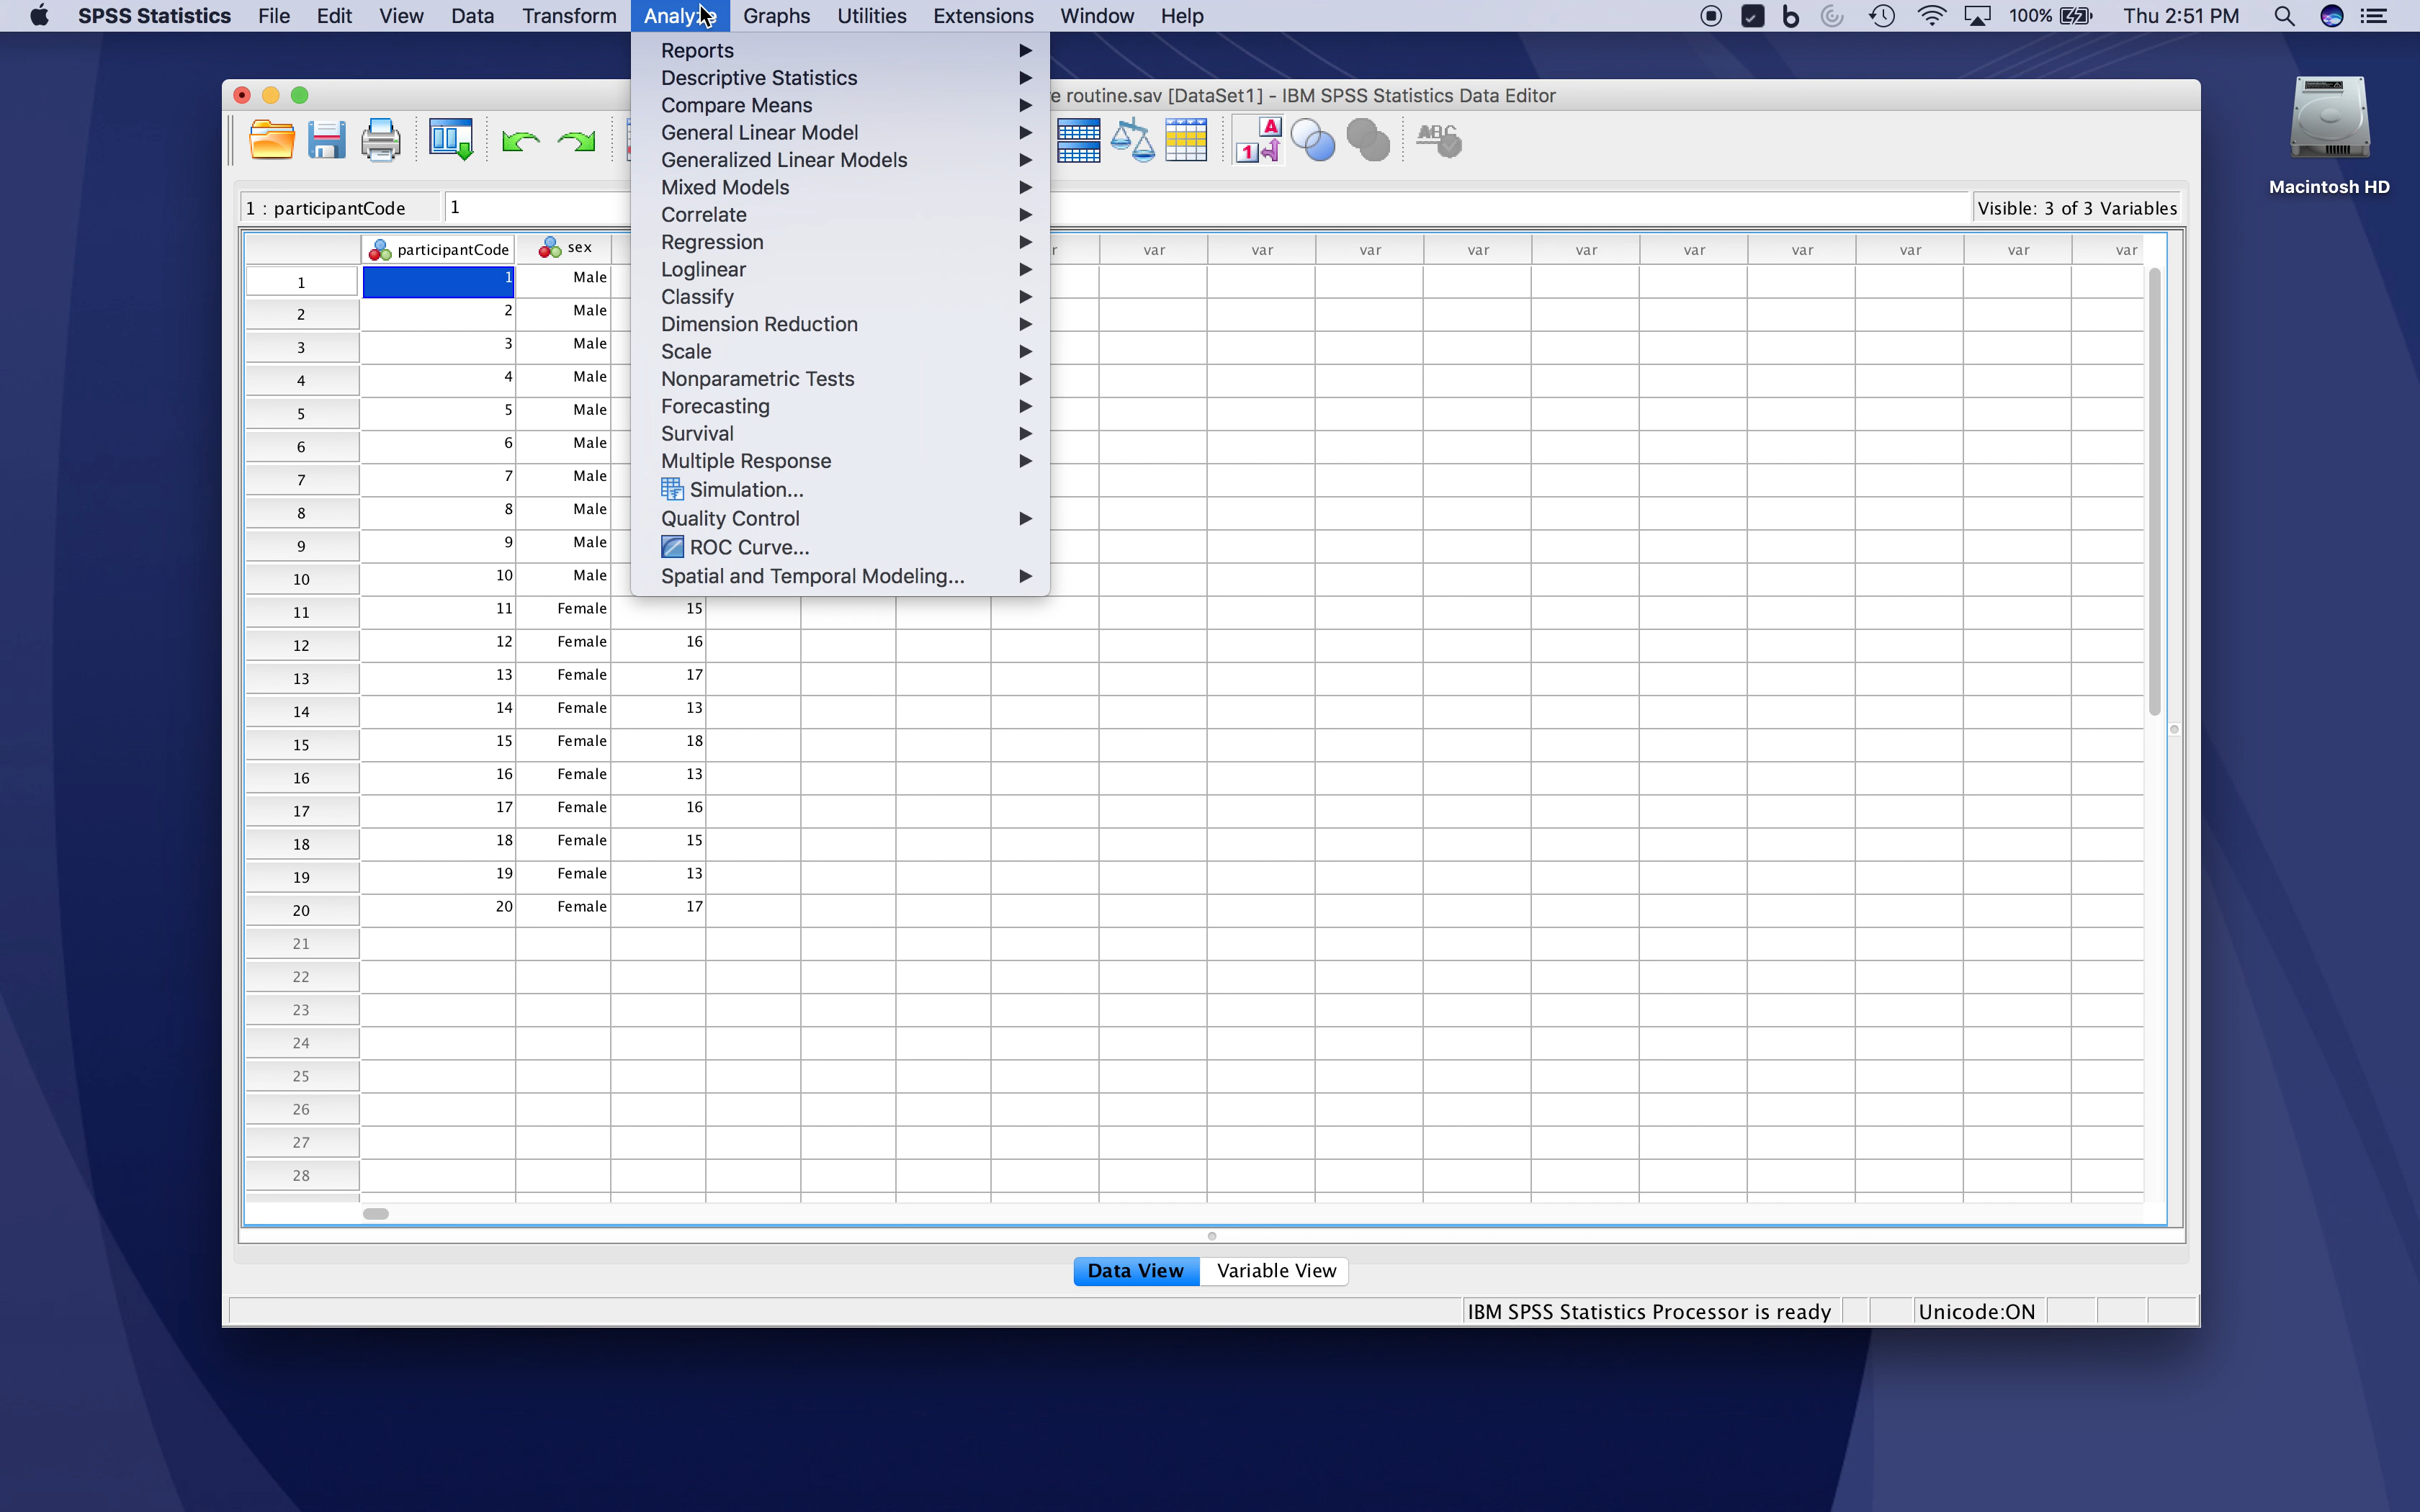 SPSS Statistics File Edit View Data Transform Analyze Graphs Utilities Extensions Window Help 100% Thu 2:51 PM
Reports
Descriptive Statistics
Compare Means
General Linear Model
Generalized Linear Models
Mixed Models
Correlate
Regression
Loglinear
Classify
Dimension Reduction
Scale
Nonparametric Tests
Forecasting
Survival
Multiple Response
Simulation...
Quality Control
ROC Curve...
Spatial and Temporal Modeling...
e routine.sav [DataSet1] - IBM SPSS Statistics Data Editor
Macintosh HD
A
1
ABC
1 : participantCode 1 Visible: 3 of 3 Variables
participantCode sex r var var var var var var var var var var
1 1 Male
2 2 Male
3 3 Male
4 4 Male
5 5 Male
6 6 Male
7 7 Male
8 8 Male
9 9 Male
10 10 Male
11 11 Female 15
12 12 Female 16
13 13 Female 17
14 14 Female 13
15 15 Female 18
16 16 Female 13
17 17 Female 16
18 18 Female 15
19 19 Female 13
20 20 Female 17
21
22
23
24
25
26
27
28
Data View Variable View
IBM SPSS Statistics Processor is ready Unicode:ON